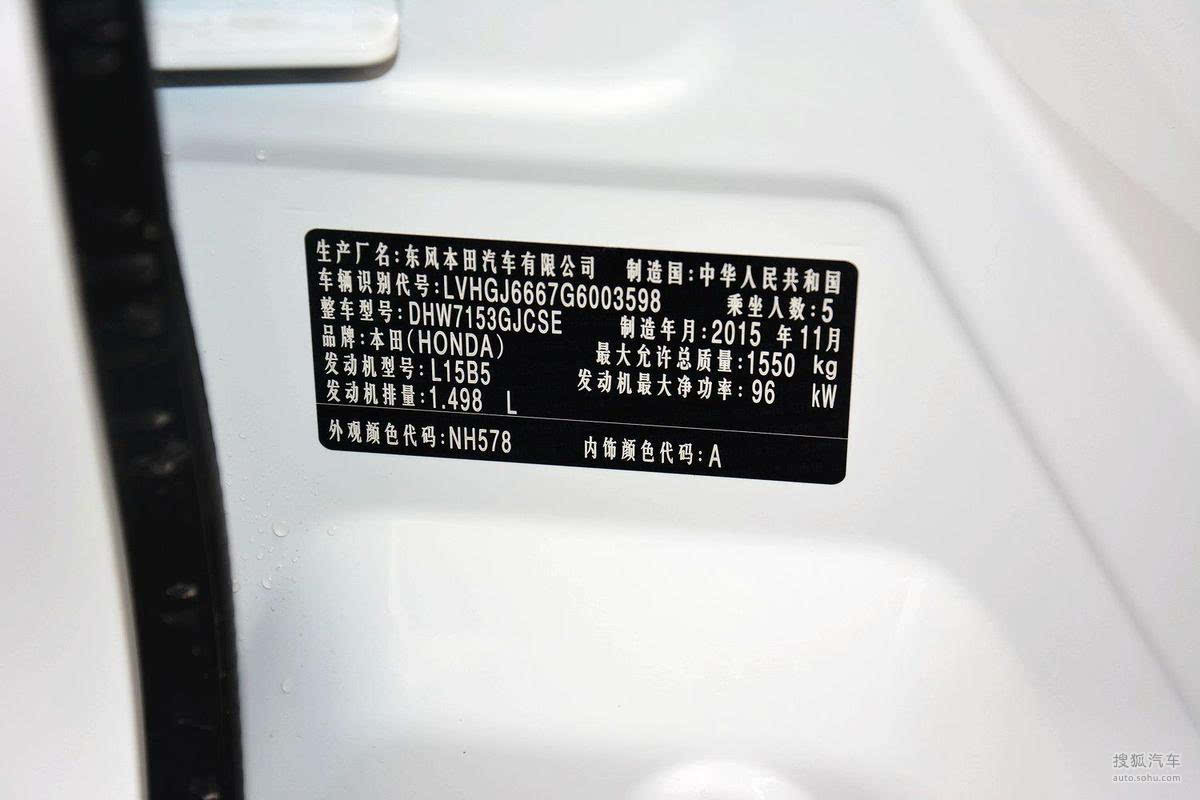 生产厂名:东风本田汽车有限公司 制造国:中华人民共和国
车辆识别代号:LVHGJ6667G6003598 乘坐人数:5
整车型号:DHW7153GJCSE 制造年月:2015 年11月
品牌:本田(HONDA) 最大允许总质量:1550 kg
发动机型号:L15B5 发动机最大净功率:96 kW
发动机排量:1.498 L
外观颜色代码:NH578 内饰颜色代码:A
搜狐汽车
auto.sohu.com